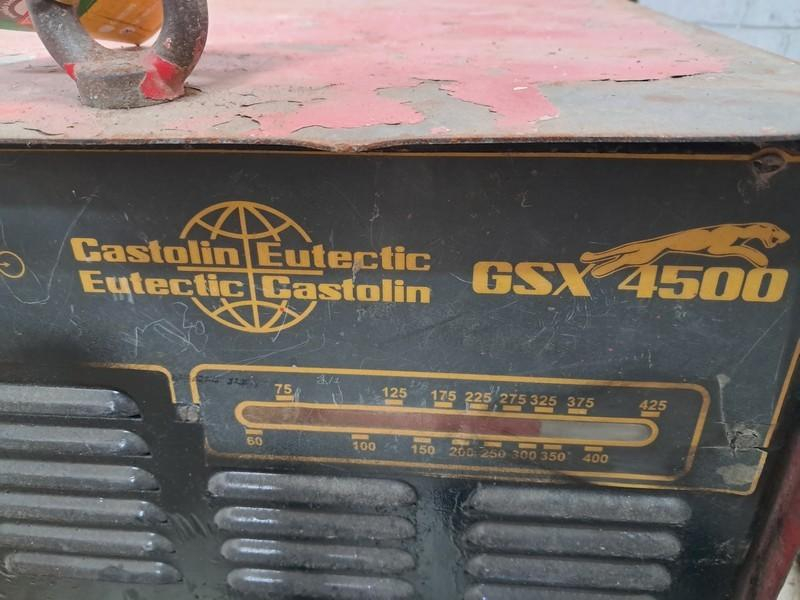 Castolin Eutectic
Eutectic Castolin
GSX 4500
75 125 175 225 275 325 375 425
60 100 150 200 250 300 350 400